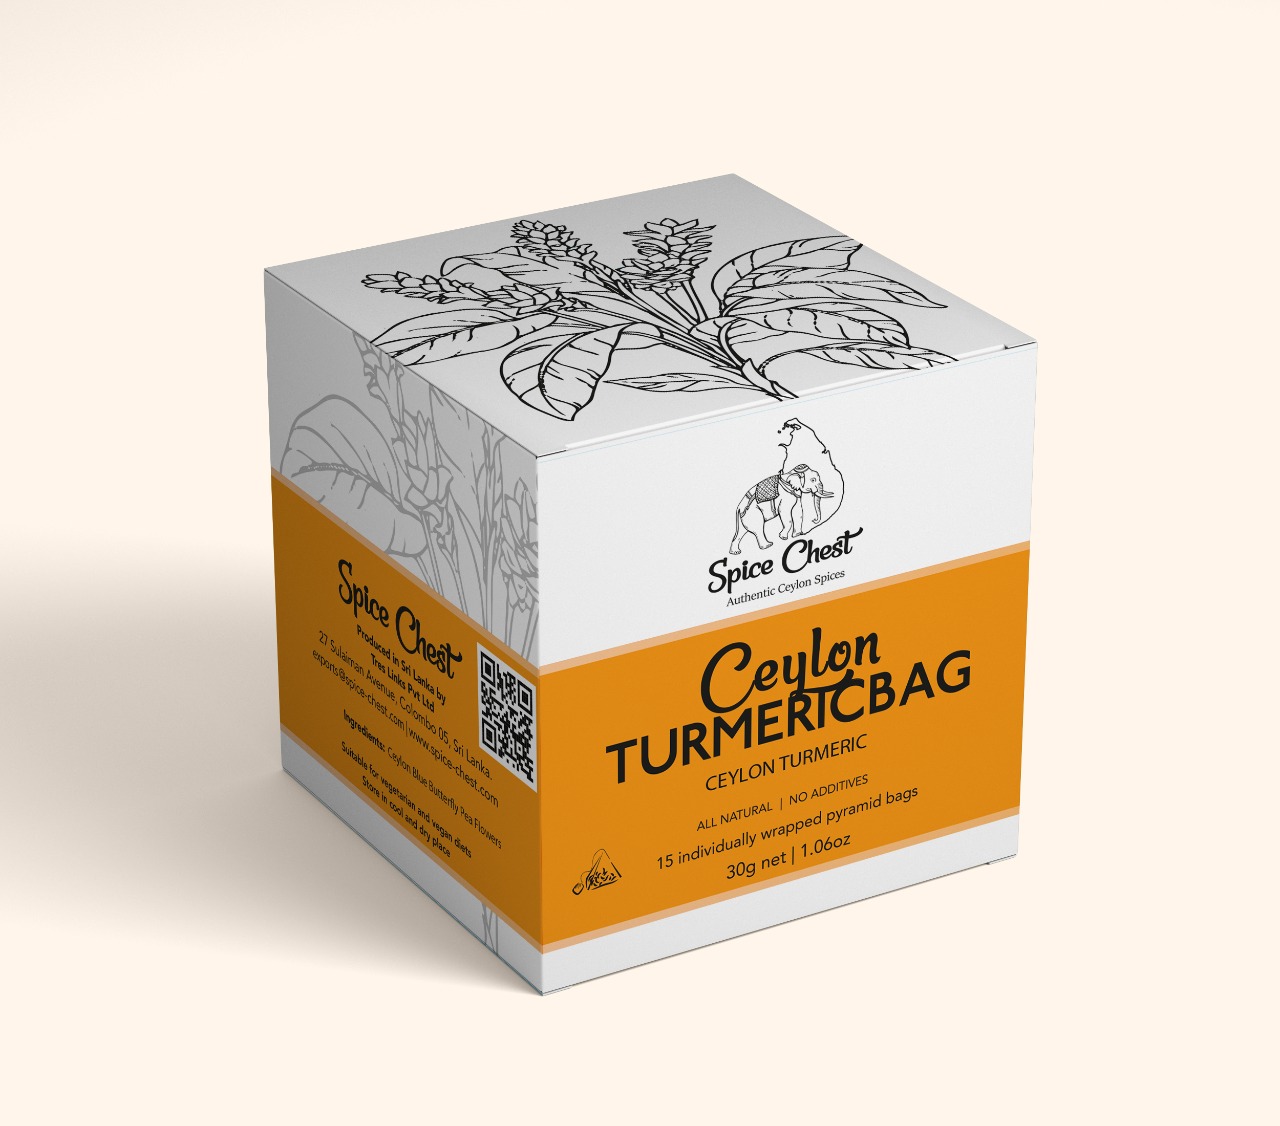 Spice Chest
Authentic Ceylon Spices
Ceylon
TURMERICBAG
CEYLON TURMERIC
ALL NATURAL | NO ADDITIVES
15 individually wrapped pyramid bags
30g net | 1.06oz
Spice Chest
Produced in Sri Lanka by
Tres Links Pvt Ltd
27 Sulaiman Avenue, Colombo 05, Sri Lanka.
exports@spice-chest.com|www.spice-chest.com
Ingredients: Ceylon Blue Butterfly Pea Flowers
Suitable for vegetarian and vegan diets
Store in cool and dry place